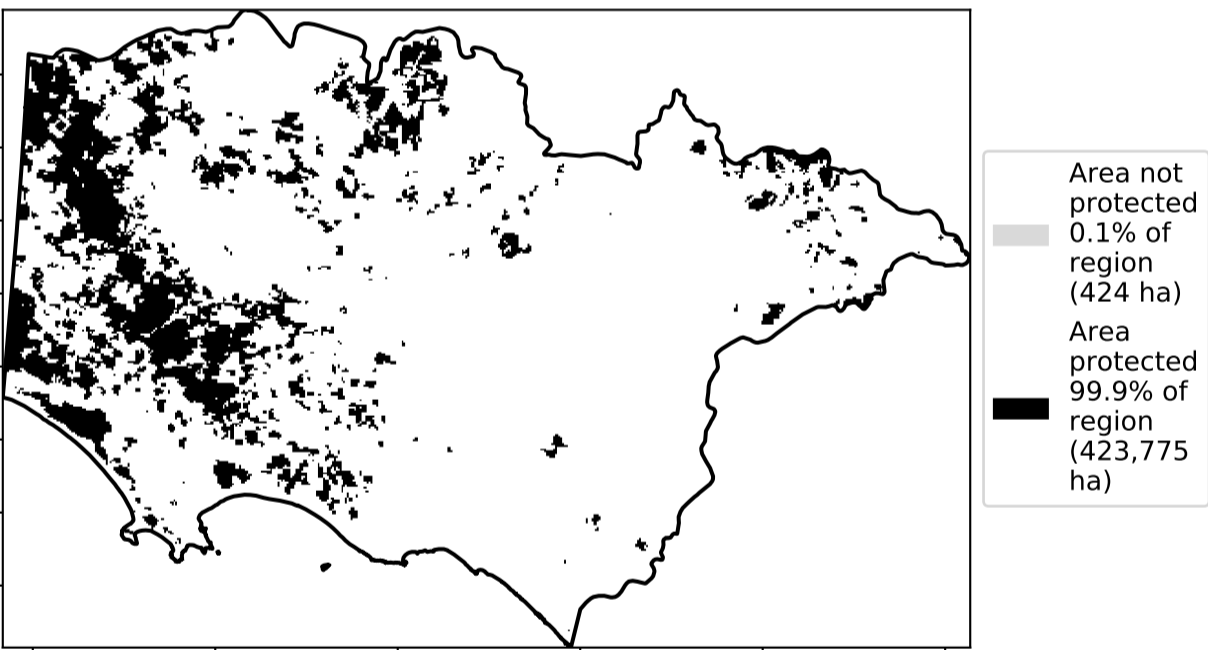 Area not
protected
0.1% of
region
(424 ha)
Area
protected
99.9% of
region
(423,775
ha)